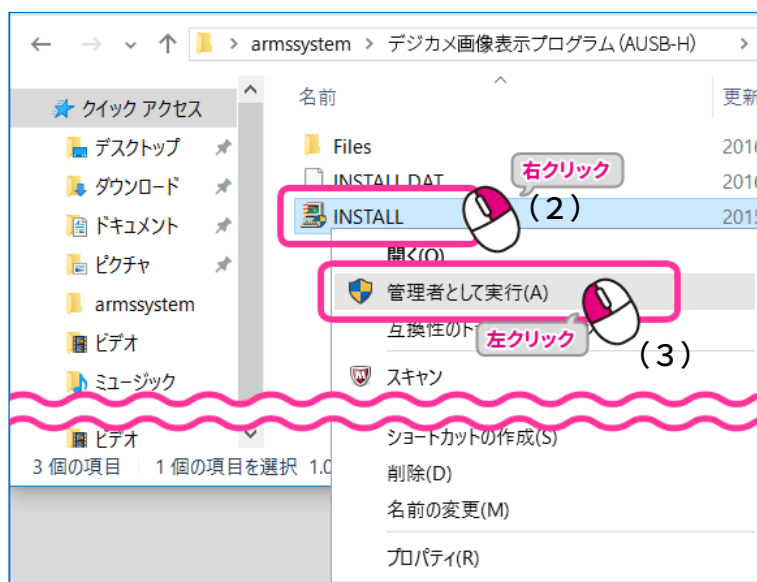 armssystem > デジカメ画像表示プログラム(AUSB-H) >
クイック アクセス
名前
更新
デスクトップ
Files
2016
ダウンロード
INSTALL.DAT
右クリック
2016
ドキュメント
INSTALL
(2)
2015
ピクチャ
開く(O)
armssystem
管理者として実行(A)
ビデオ
互換性の
左クリック
(3)
ミュージック
スキャン
ビデオ
ショートカットの作成(S)
3 個の項目
1 個の項目を選択 1.0
削除(D)
名前の変更(M)
プロパティ(R)